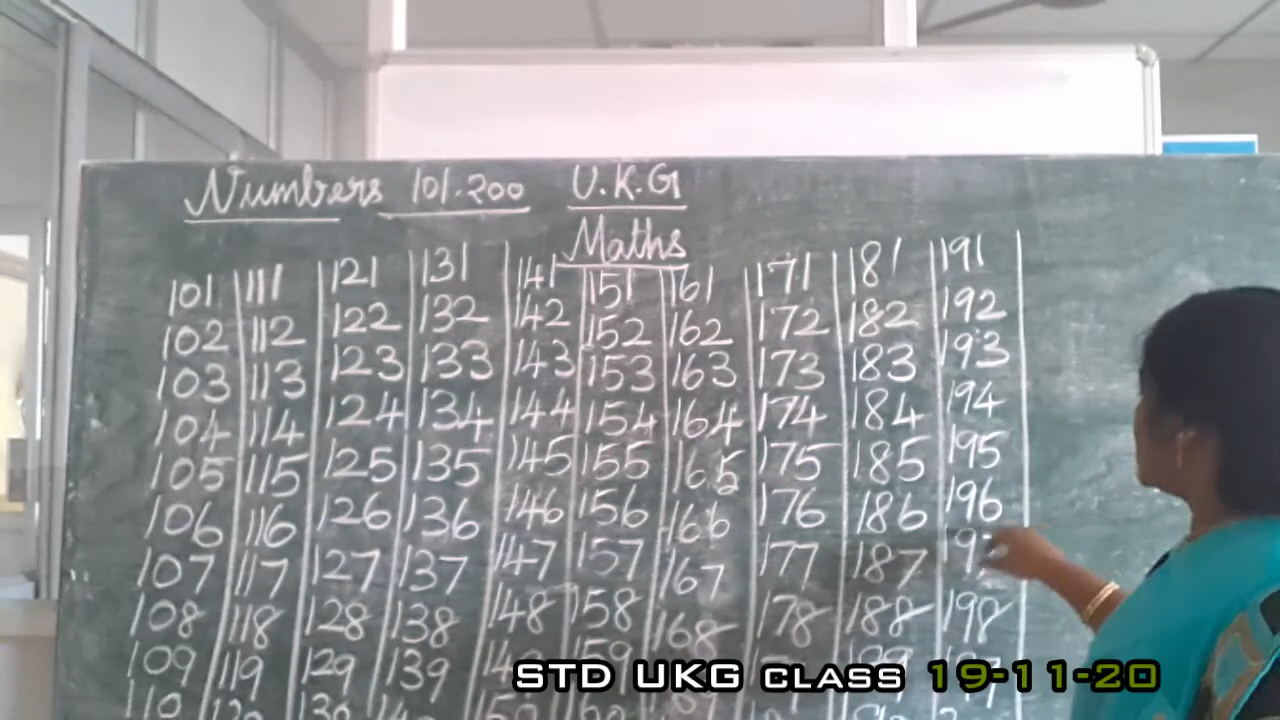 Numbers 101-200 U.K.G
Maths
101 111 121 131 141 151 161 171 181 191
102 112 122 132 142 152 162 172 182 192
103 113 123 133 143 153 163 173 183 193
104 114 124 134 144 154 164 174 184 194
105 115 125 135 145 155 165 175 185 195
106 116 126 136 146 156 166 176 186 196
107 117 127 137 147 157 167 177 187
108 118 128 138 148 158 168 178 188 198
109 119 129 139 159
110
STD UKG CLASS 19-11-20